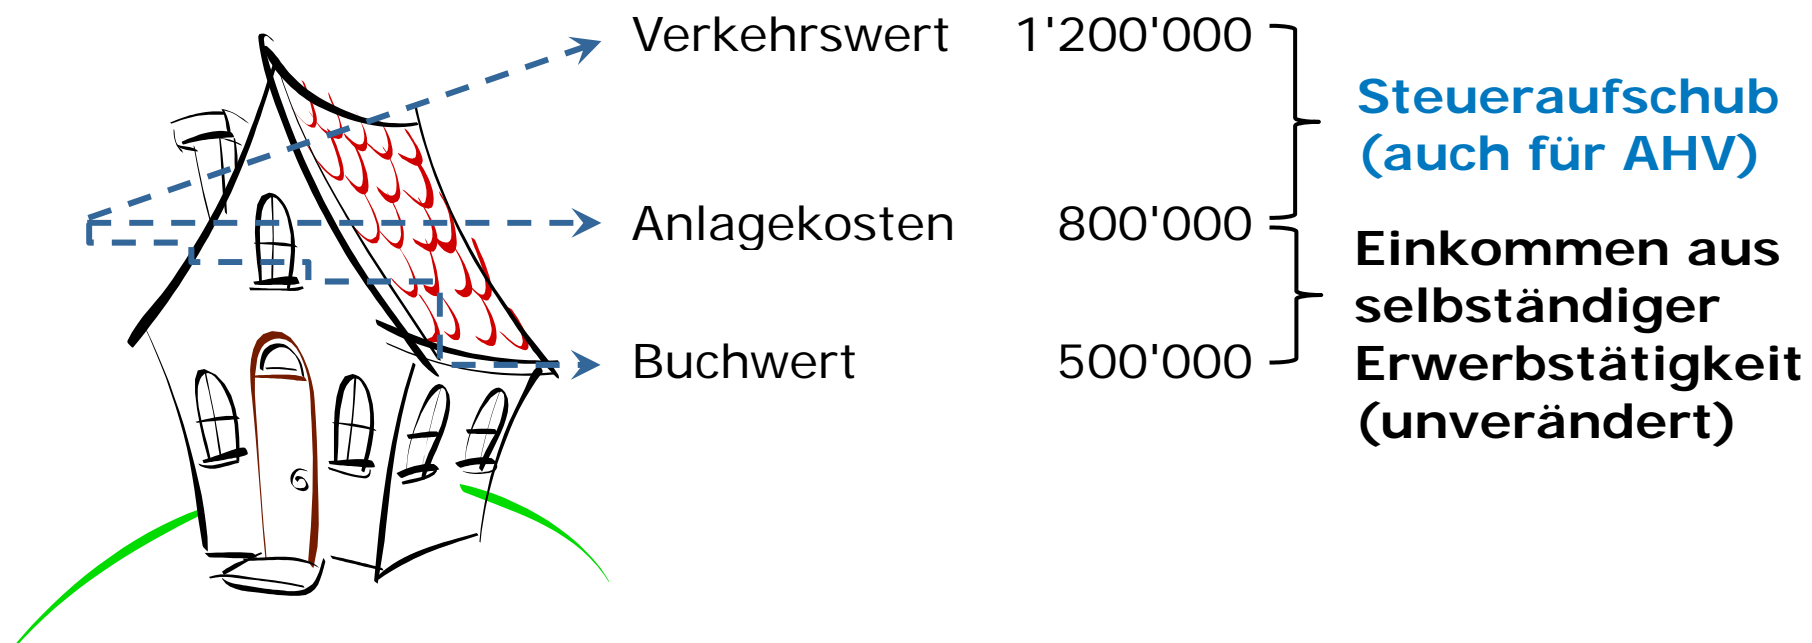 Verkehrswert 1'200'000
Steueraufschub
(auch für AHV)
Anlagekosten 800'000
Einkommen aus
selbständiger
Erwerbstätigkeit
(unverändert)
Buchwert 500'000